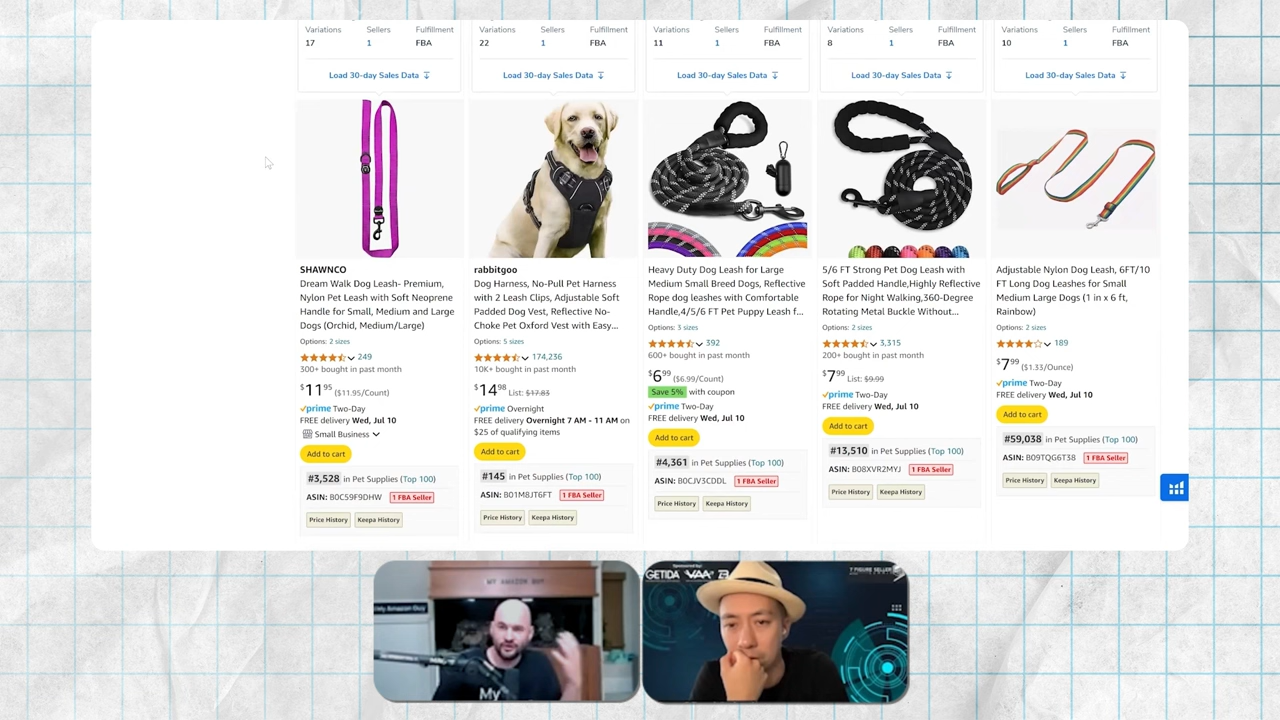 Variations Sellers Fulfillment
17 1 FBA
Load 30-day Sales Data
SHAWNCO
Dream Walk Dog Leash- Premium,
Nylon Pet Leash with Soft Neoprene
Handle for Small, Medium and Large
Dogs (Orchid, Medium/Large)
Options: 2 sizes
249
300+ bought in past month
$11.95 ($11.95/Count)
prime Two-Day
FREE delivery Wed, Jul 10
Small Business
Add to cart
#3,528 in Pet Supplies (Top 100)
ASIN: B0C59F9DHW 1 FBA Seller
Price History Keepa History
Variations Sellers Fulfillment
22 1 FBA
Load 30-day Sales Data
rabbitgoo
Dog Harness, No-Pull Pet Harness
with 2 Leash Clips, Adjustable Soft
Padded Dog Vest, Reflective No-
Choke Pet Oxford Vest with Easy...
Options: 5 sizes
174,236
10K+ bought in past month
$14.98 List: $17.83
prime Overnight
FREE delivery Overnight 7 AM - 11 AM on
$25 of qualifying items
Add to cart
#145 in Pet Supplies (Top 100)
ASIN: B01M8JT6FT 1 FBA Seller
Price History Keepa History
Variations Sellers Fulfillment
11 1 FBA
Load 30-day Sales Data
Heavy Duty Dog Leash for Large
Medium Small Breed Dogs, Reflective
Rope dog leashes with Comfortable
Handle,4/5/6 FT Pet Puppy Leash f...
Options: 3 sizes
392
600+ bought in past month
$6.99 ($6.99/Count)
Save 5% with coupon
prime Two-Day
FREE delivery Wed, Jul 10
Add to cart
#4,361 in Pet Supplies (Top 100)
ASIN: B0CJV3CDDL 1 FBA Seller
Price History Keepa History
Variations Sellers Fulfillment
8 1 FBA
Load 30-day Sales Data
5/6 FT Strong Pet Dog Leash with
Soft Padded Handle,Highly Reflective
Rope for Night Walking,360-Degree
Rotating Metal Buckle Without...
Options: 2 sizes
3,315
200+ bought in past month
$7.99 List: $9.99
prime Two-Day
FREE delivery Wed, Jul 10
Add to cart
#13,510 in Pet Supplies (Top 100)
ASIN: B08XVR2MYJ 1 FBA Seller
Price History Keepa History
Variations Sellers Fulfillment
10 1 FBA
Load 30-day Sales Data
Adjustable Nylon Dog Leash, 6FT/10
FT Long Dog Leashes for Small
Medium Large Dogs (1 in x 6 ft,
Rainbow)
Options: 2 sizes
189
$7.99 ($1.33/Ounce)
prime Two-Day
FREE delivery Wed, Jul 10
Add to cart
#59,038 in Pet Supplies (Top 100)
ASIN: B09TQG6T38 1 FBA Seller
Price History Keepa History
MY AMAZON GUY
My Amazon Guy
My
Sponsored by:
GETIDA VAA
7 FIGURE SELLER